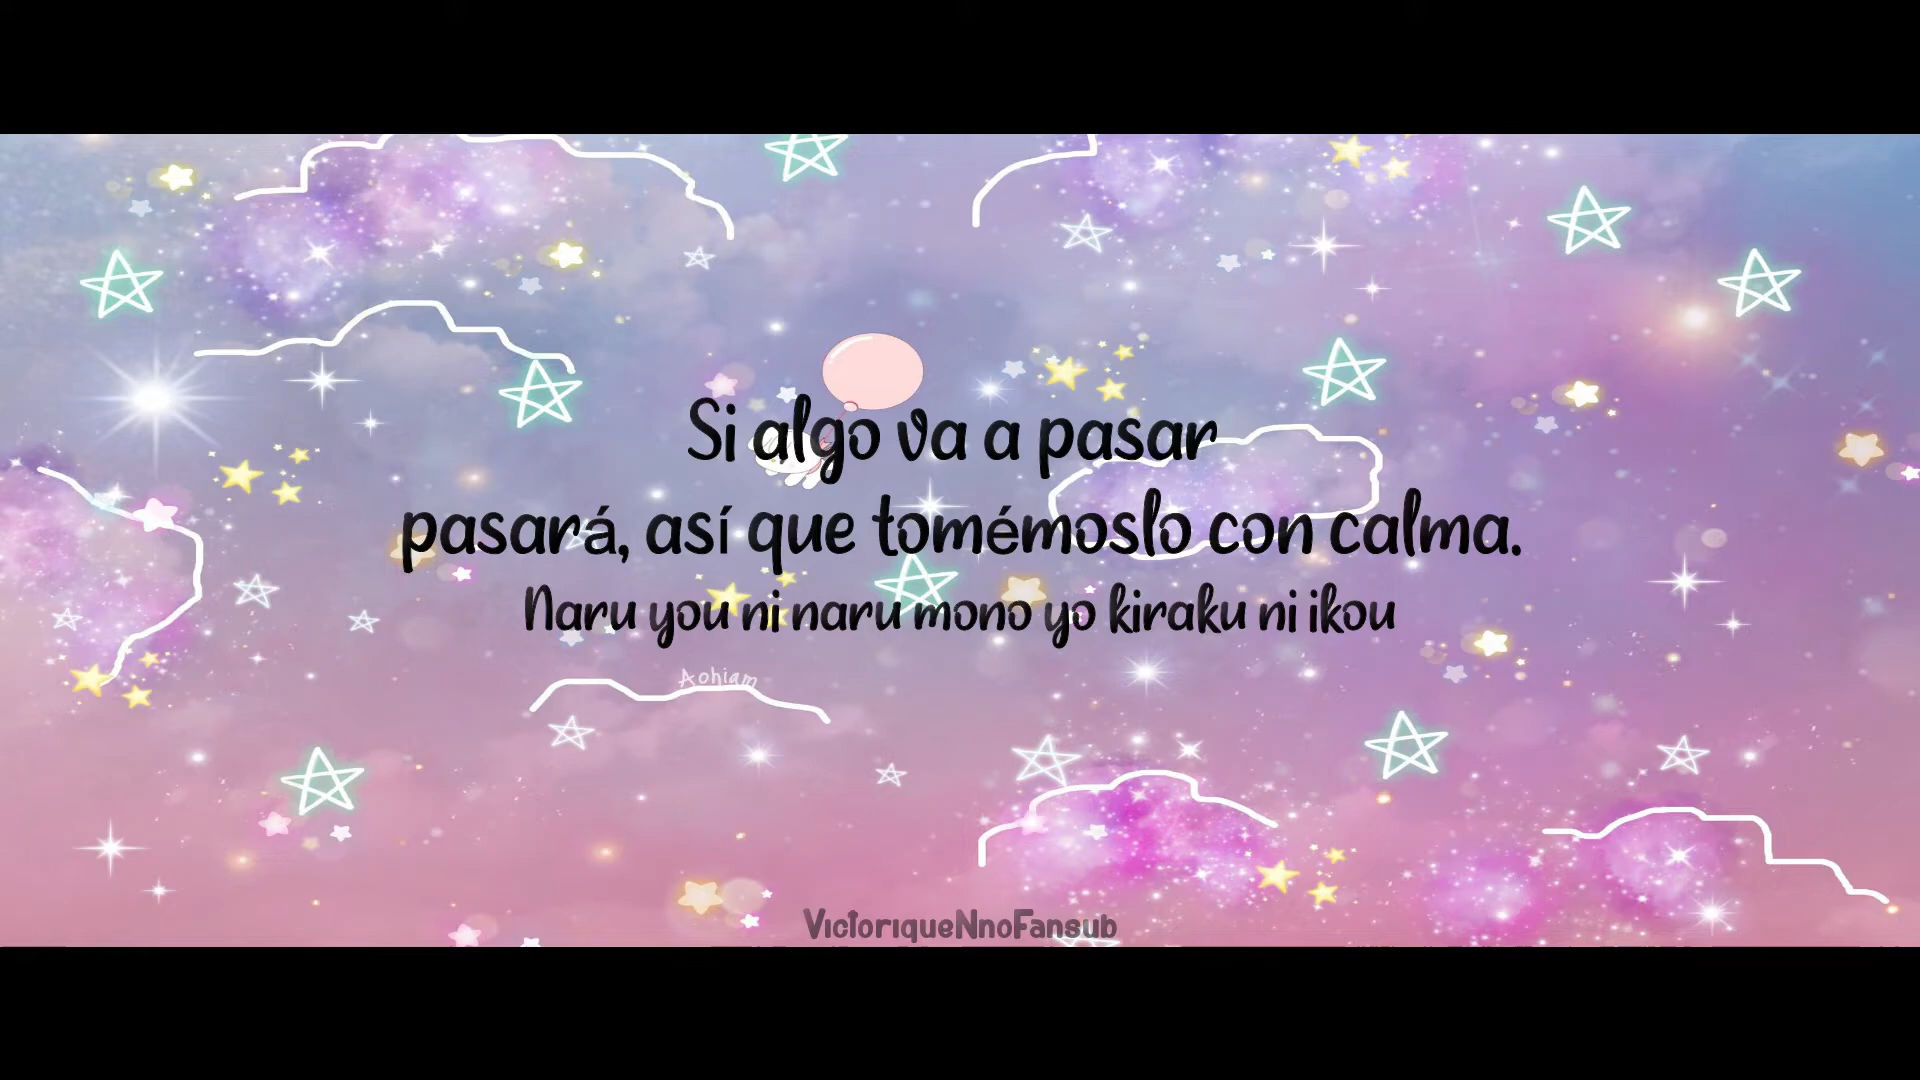 Si algo va a pasar
pasará, así que tomémoslo con calma.
Naru you ni naru mono yo kiraku ni ikou
Aohiam
VictoriqueNnoFansub